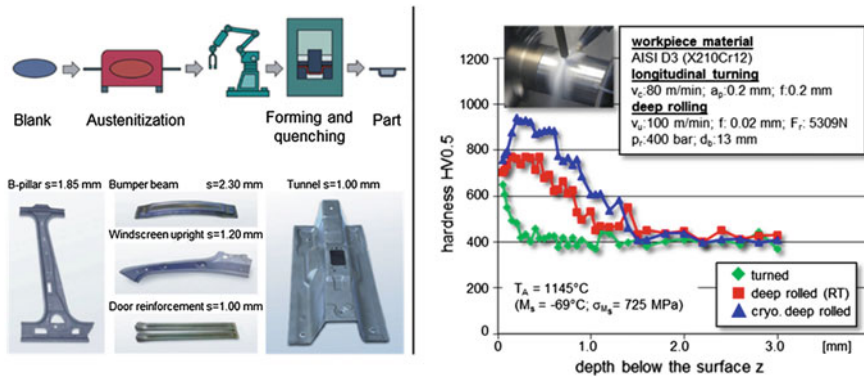 Blank
Austenitization
Forming and
quenching
Part
B-pillar s=1.85 mm
Bumper beam s=2.30 mm
Tunnel s=1.00 mm
Windscreen upright s=1.20 mm
Door reinforcement s=1.00 mm
workpiece material
AISI D3 (X210Cr12)
longitudinal turning
vc:80 m/min; ap:0.2 mm; f:0.2 mm
deep rolling
vu:100 m/min; f: 0.02 mm; Fr: 5309N
pr:400 bar; db:13 mm
hardness HV0.5
1200
1000
800
600
400
200
0
TA = 1145°C
(Ms = -69°C; σMs = 725 MPa)
turned
deep rolled (RT)
cryo. deep rolled
0 1.0 2.0 3.0 [mm]
depth below the surface z